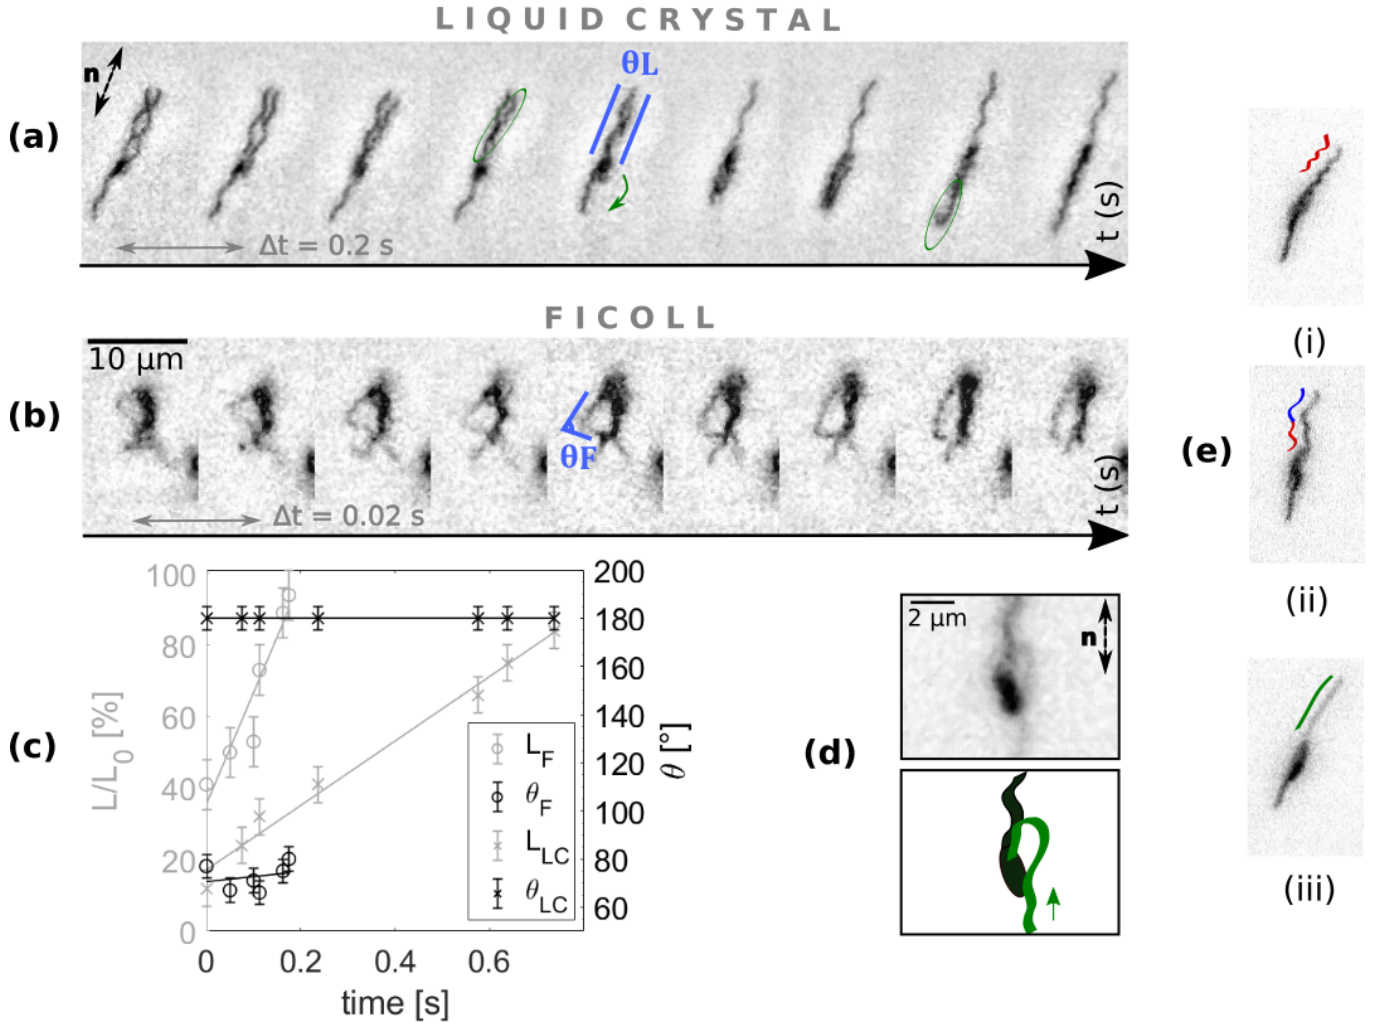 LIQUID CRYSTAL
(a)
n
θL
Δt = 0.2 s
t (s)
FICOLL
(b)
10 μm
θF
Δt = 0.02 s
t (s)
(c)
100
80
60
40
20
0
L/L0 [%]
200
180
160
140
120
100
80
60
θ [°]
LF
θF
LLC
θLC
0
0.2
0.4
0.6
time [s]
(d)
2 μm
n
(e)
(i)
(ii)
(iii)